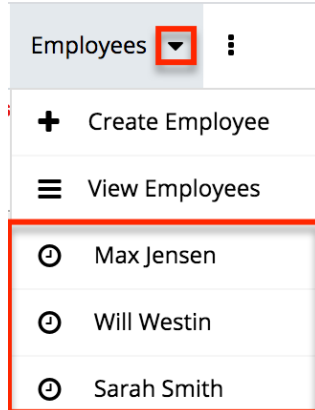 Employees
Create Employee
View Employees
Max Jensen
Will Westin
Sarah Smith